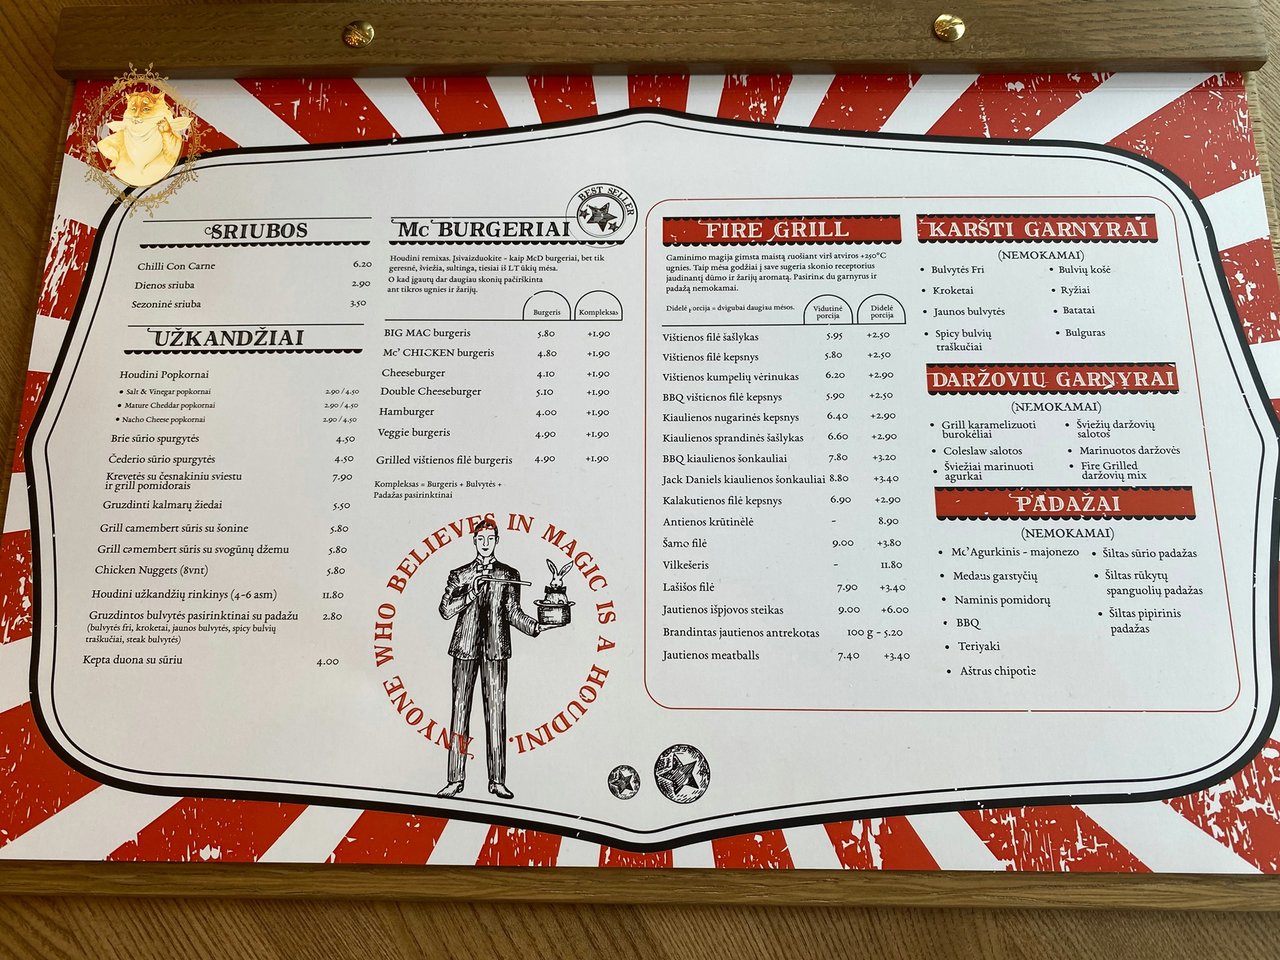 SRIUBOS
Chilli Con Carne 6.20
Dienos sriuba 2.90
Sezoninė sriuba 3.50
UŽKANDŽIAI
Houdini Popkornai
• Salt & Vinegar popkornai 2.90 / 4.50
• Mature Cheddar popkornai 2.90 / 4.50
• Nacho Cheese popkornai 2.90 / 4.50
Brie sūrio spurgytės 4.50
Čederio sūrio spurgytės 4.50
Krevetės su česnakiniu sviestu 7.90
ir grill pomidorais
Gruzdinti kalmarų žiedai 5.50
Grill camembert sūris su šonine 5.80
Grill camembert sūris su svogūnų džemu 5.80
Chicken Nuggets (8vnt) 5.80
Houdini užkandžių rinkinys (4-6 asm) 11.80
Gruzdintos bulvytės pasirinktinai su padažu 2.80
(bulvytės fri, kroketai, jaunos bulvytės, spicy bulvių
traškučiai, steak bulvytės)
Kepta duona su sūriu 4.00
Mc BURGERIAI
BEST SELLER
Houdini remixas. Įsivaizduokite - kaip McD burgeriai, bet tik
geresnė, šviežia, sultinga, tiesiai iš LT ūkių mėsa.
O kad įgautų dar daugiau skonių pačirškinta
ant tikros ugnies ir žarijų.
Burgeris Kompleksas
BIG MAC burgeris 5.80 +1.90
Mc' CHICKEN burgeris 4.80 +1.90
Cheeseburger 4.10 +1.90
Double Cheeseburger 5.10 +1.90
Hamburger 4.00 +1.90
Veggie burgeris 4.90 +1.90
Grilled vištienos filė burgeris 4.90 +1.90
Kompleksas = Burgeris + Bulvytės +
Padažas pasirinktinai
ANYONE WHO BELIEVES IN MAGIC IS A HOUDINI.
FIRE GRILL
Gaminimo magija gimsta maistą ruošiant virš atviros +250°C
ugnies. Taip mėsa godžiai į save sugeria skonio receptorius
jaudinantį dūmo ir žarijų aromatą. Pasirink du garnyrus ir
padažą nemokamai.
Didelė porcija = dvigubai daugiau mėsos.
Vidutinė porcija Didelė porcija
Vištienos filė šašlykas 5.95 +2.50
Vištienos filė kepsnys 5.80 +2.50
Vištienos kumpelių vėrinukas 6.20 +2.90
BBQ vištienos filė kepsnys 5.90 +2.50
Kiaulienos nugarinės kepsnys 6.40 +2.90
Kiaulienos sprandinės šašlykas 6.60 +2.90
BBQ kiaulienos šonkauliai 7.80 +3.20
Jack Daniels kiaulienos šonkauliai 8.80 +3.40
Kalakutienos filė kepsnys 6.90 +2.90
Antienos krūtinėlė - 8.90
Šamo filė 9.00 +3.80
Vilkešeris - 11.80
Lašišos filė 7.90 +3.40
Jautienos išpjovos steikas 9.00 +6.00
Brandintas jautienos antrekotas 100 g - 5.20
Jautienos meatballs 7.40 +3.40
KARŠTI GARNYRAI
(NEMOKAMAI)
• Bulvytės Fri
• Kroketai
• Jaunos bulvytės
• Spicy bulvių
traškučiai
• Bulvių košė
• Ryžiai
• Batatai
• Bulguras
DARŽOVIŲ GARNYRAI
(NEMOKAMAI)
• Grill karamelizuoti
burokėliai
• Coleslaw salotos
• Šviežiai marinuoti
agurkai
• Šviežių daržovių
salotos
• Marinuotos daržovės
• Fire Grilled
daržovių mix
PADAŽAI
(NEMOKAMAI)
• Mc'Agurkinis - majonezo
• Medaus garstyčių
• Naminis pomidorų
• BBQ
• Teriyaki
• Aštrus chipotle
• Šiltas sūrio padažas
• Šiltas rūkytų
spanguolių padažas
• Šiltas pipirinis
padažas